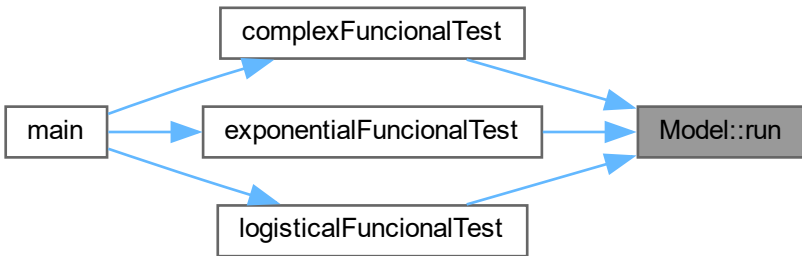 complexFuncionalTest
main
exponentialFuncionalTest
Model::run
logisticalFuncionalTest